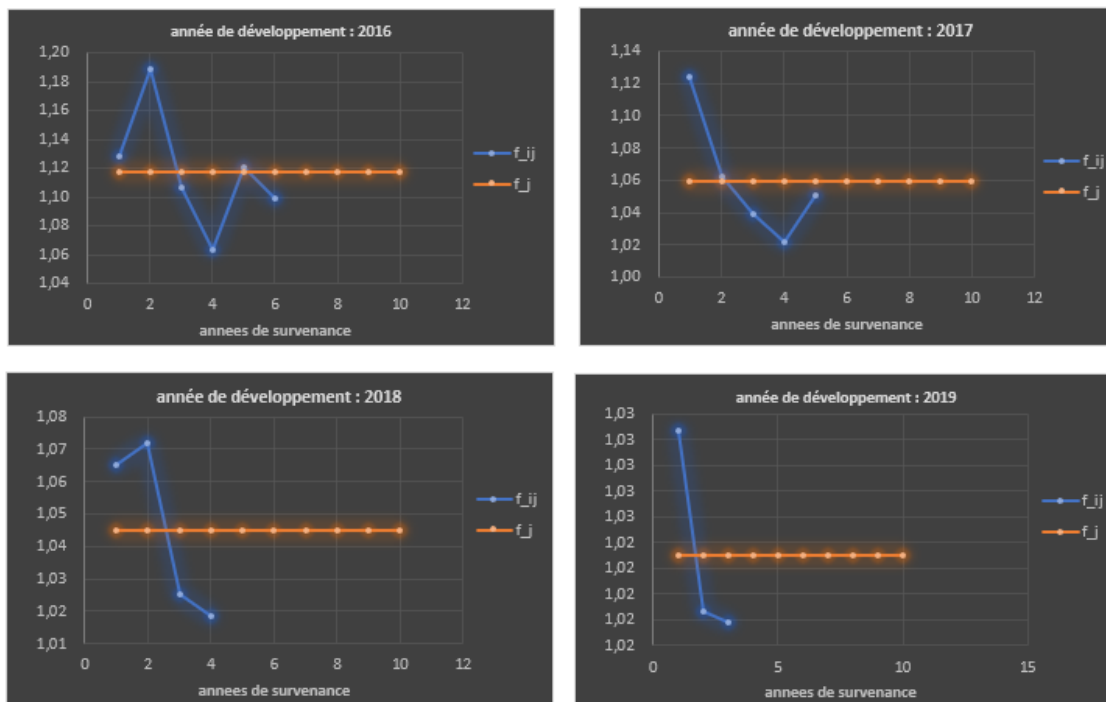 année de développement : 2016
1,20
1,18
1,16
1,14
1,12
1,10
1,08
1,06
1,04
0 2 4 6 8 10 12
annees de survenance
f_ij
f_j
année de développement : 2017
1,14
1,12
1,10
1,08
1,06
1,04
1,02
1,00
0 2 4 6 8 10 12
annees de survenance
f_ij
f_j
année de développement : 2018
1,08
1,07
1,06
1,05
1,04
1,03
1,02
1,01
0 2 4 6 8 10 12
annees de survenance
f_ij
f_j
année de développement : 2019
1,03
1,03
1,03
1,03
1,03
1,02
1,02
1,02
1,02
1,02
0 5 10 15
annees de survenance
f_ij
f_j